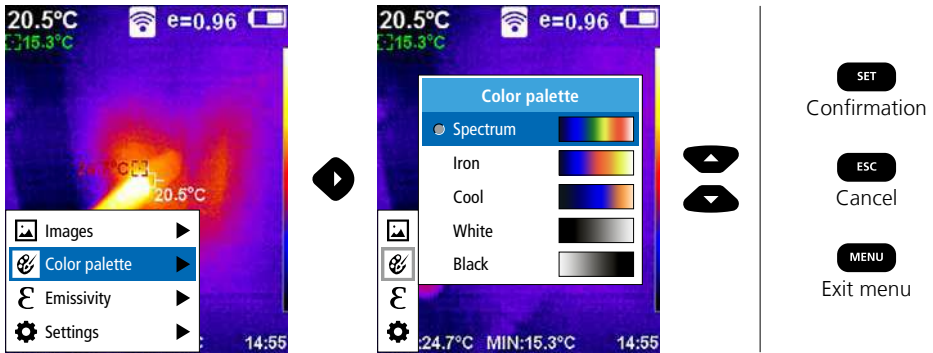 20.5°C e=0.96
15.3°C
20.5°C
Images
Color palette
Emissivity
Settings
: 14:55
20.5°C e=0.96
15.3°C
Color palette
Spectrum
Iron
Cool
White
Black
:24.7°C MIN:15.3°C 14:55
SET
Confirmation
ESC
Cancel
MENU
Exit menu